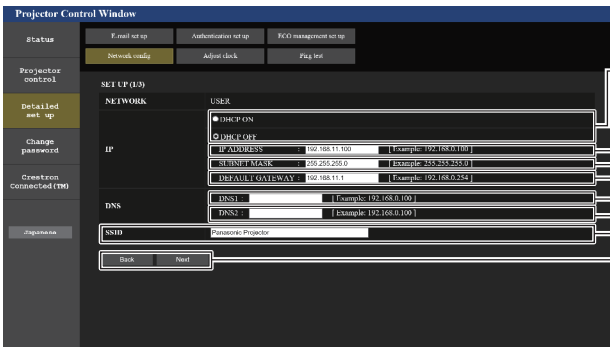 Projector Control Window
Status
Projector control
Detailed set up
Change password
Crestron Connected(TM)
Japanese
E-mail set up
Authentication set up
ECO management set up
Network config
Adjust clock
Ping test
SET UP (1/3)
NETWORK USER
IP
DHCP ON
DHCP OFF
IP ADDRESS : 192.168.11.100 [ Example: 192.168.0.100 ]
SUBNET MASK : 255.255.255.0 [ Example: 255.255.255.0 ]
DEFAULT GATEWAY : 192.168.11.1 [ Example: 192.168.0.254 ]
DNS
DNS1 : [ Example: 192.168.0.100 ]
DNS2 : [ Example: 192.168.0.100 ]
SSID Panasonic Projector
Back Next